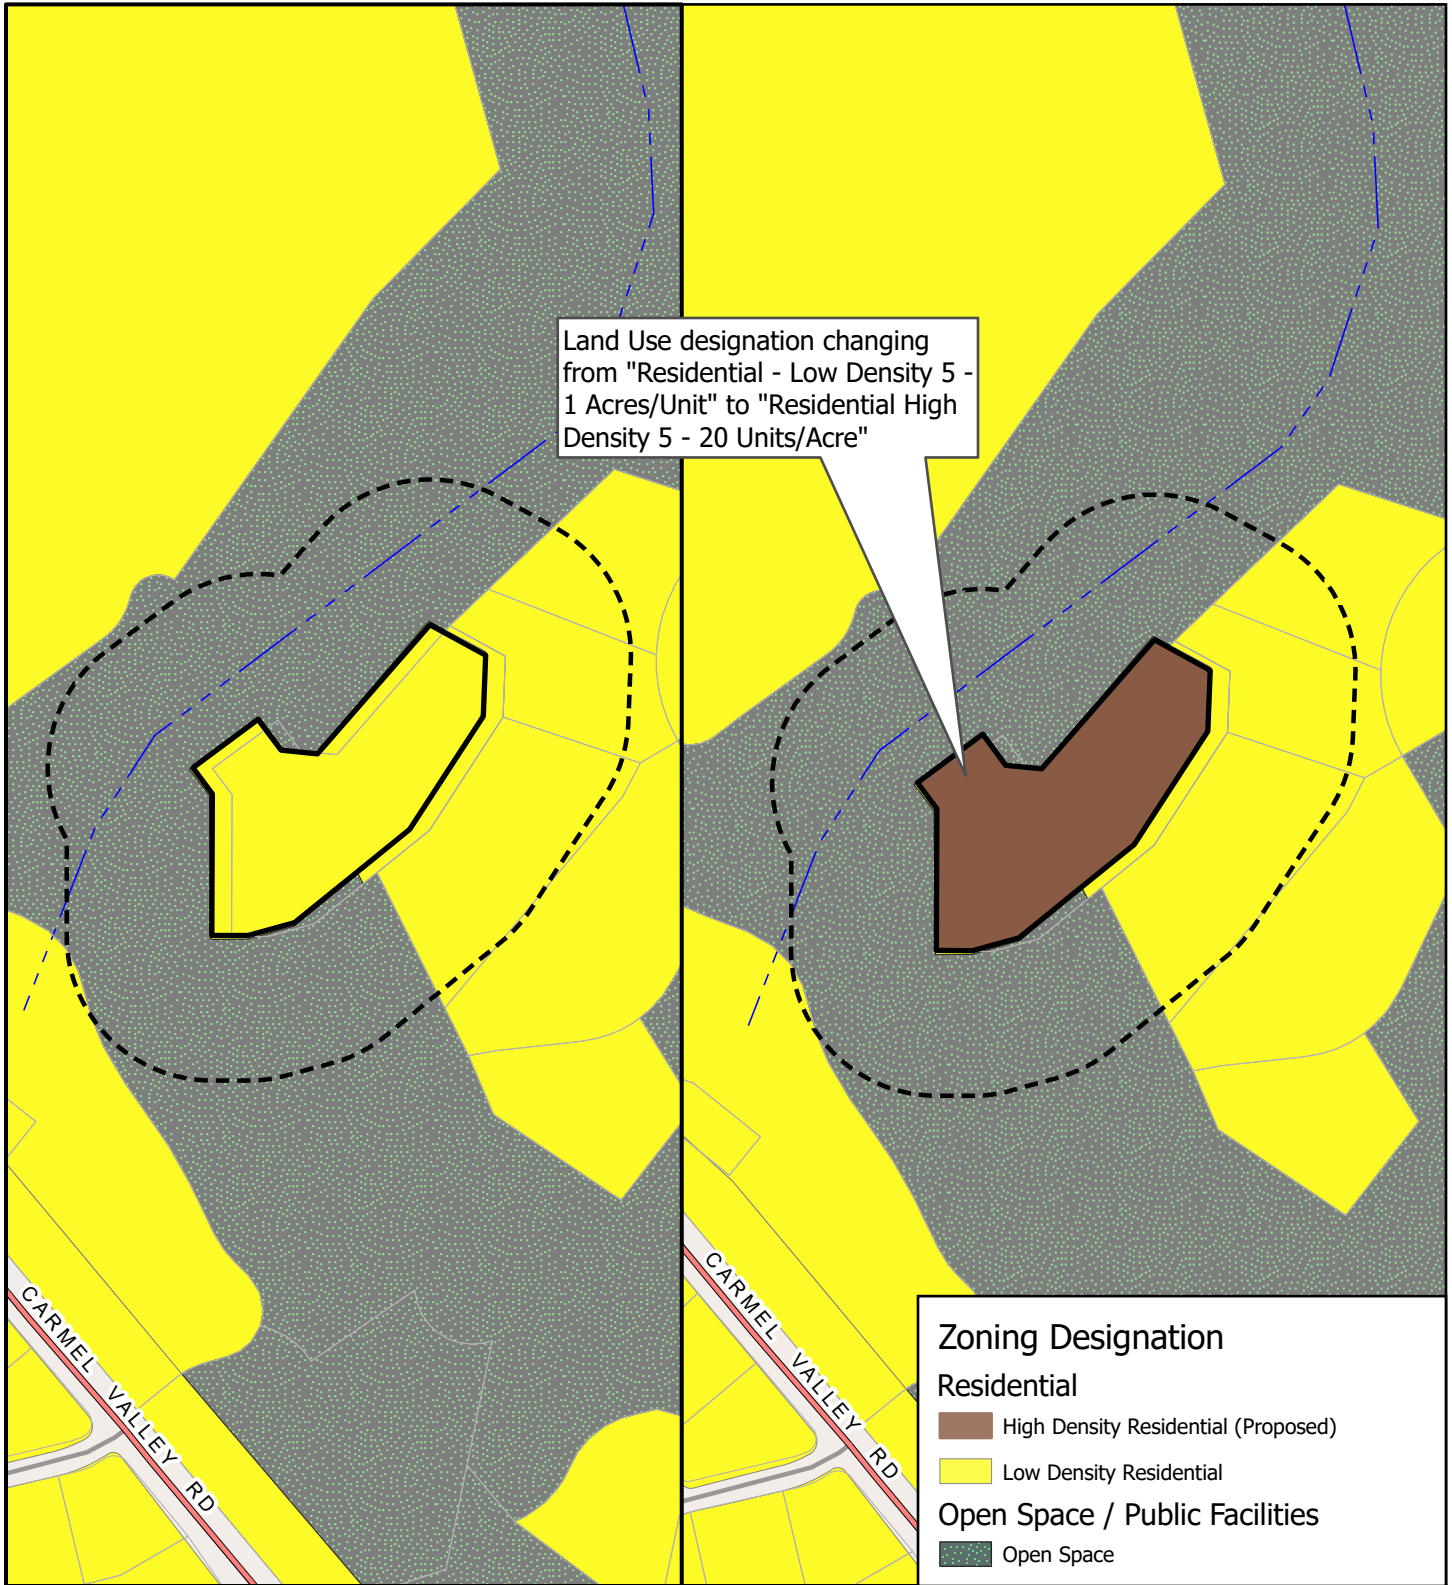 Land Use designation changing
from "Residential - Low Density 5 -
1 Acres/Unit" to "Residential High
Density 5 - 20 Units/Acre"
CARMEL VALLEY RD
CARMEL VALLEY RD
Zoning Designation
Residential
High Density Residential (Proposed)
Low Density Residential
Open Space / Public Facilities
Open Space